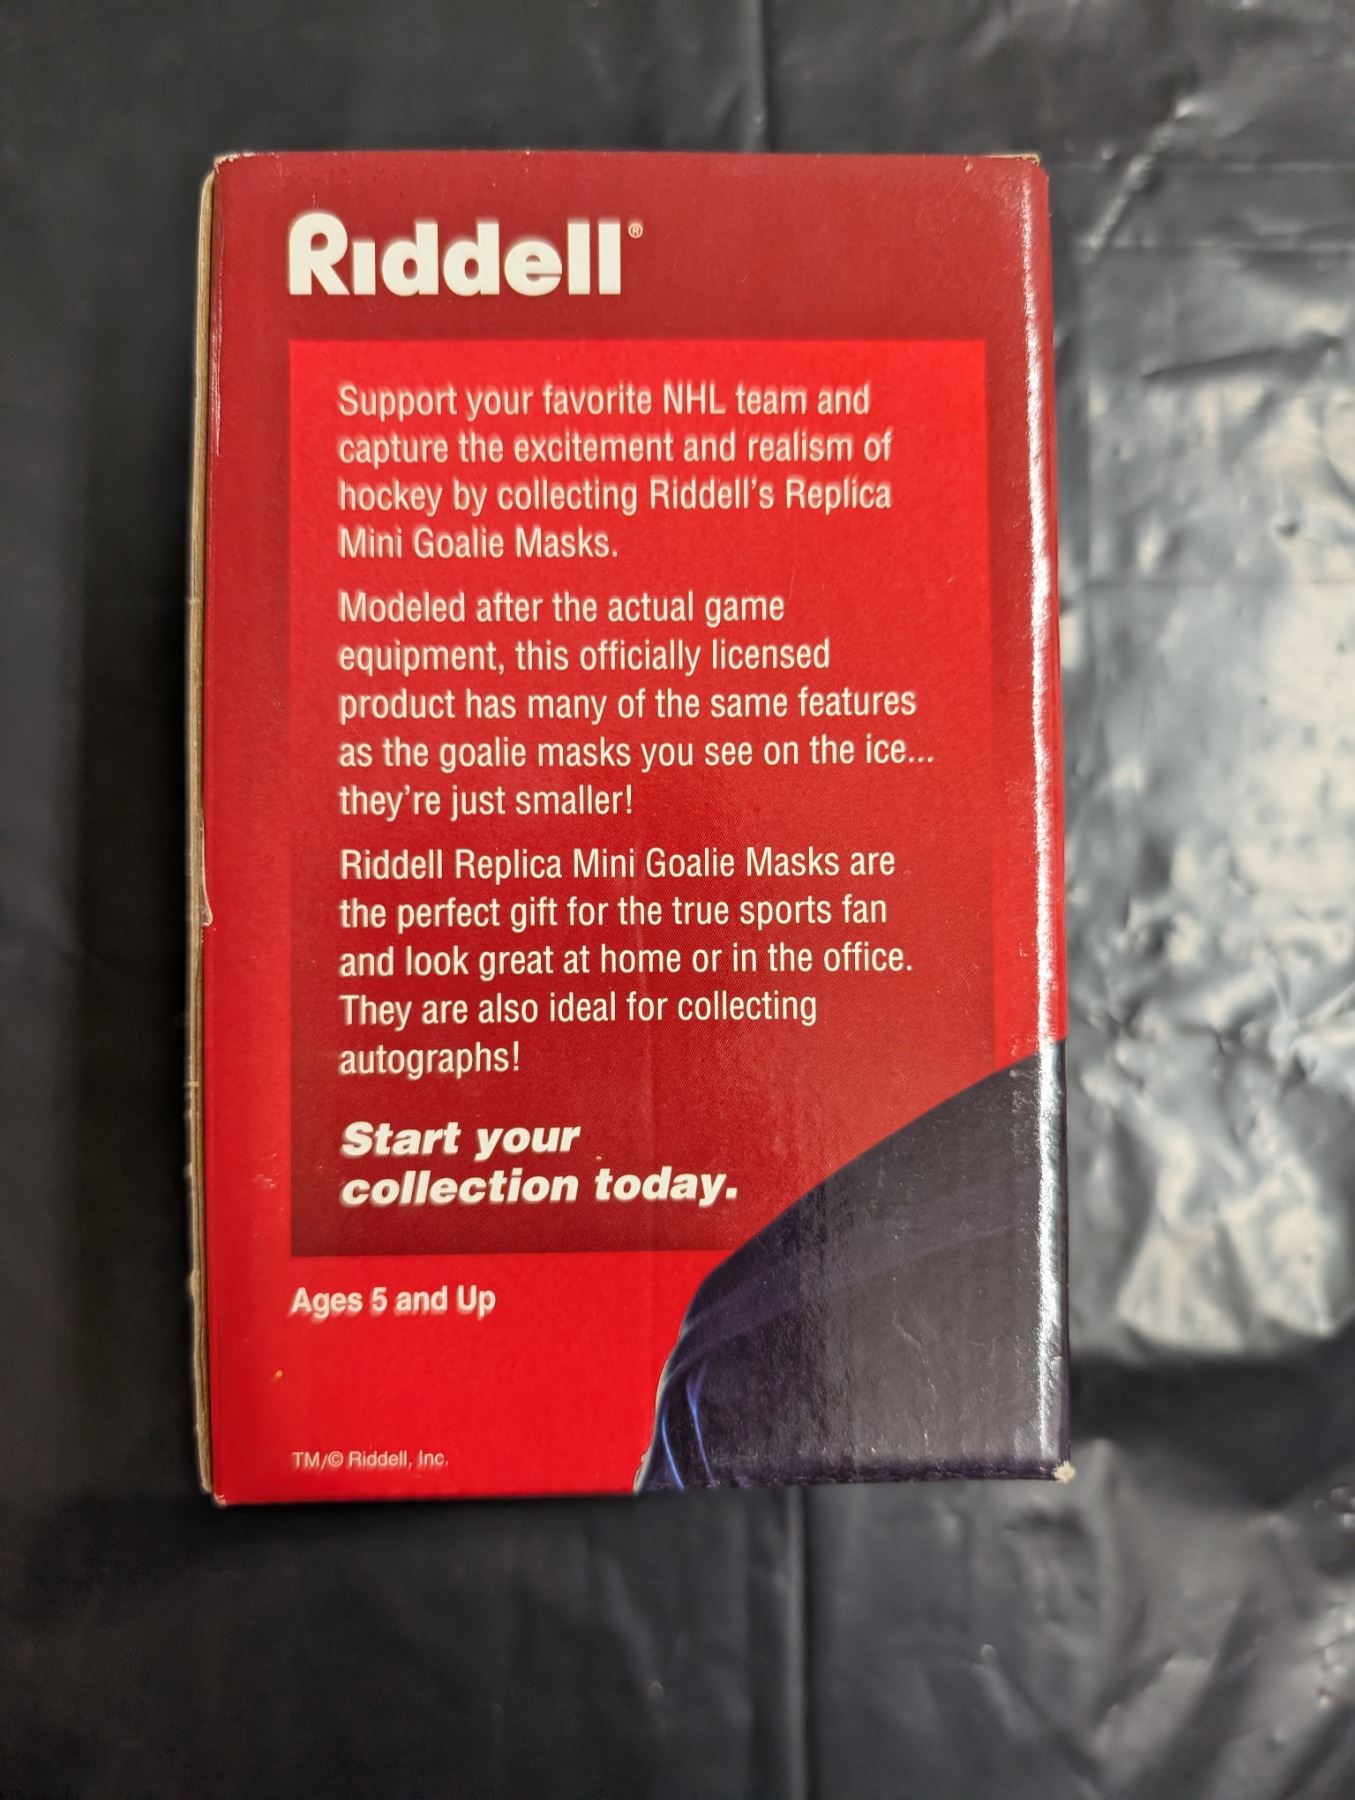 Riddell®
Support your favorite NHL team and
capture the excitement and realism of
hockey by collecting Riddell's Replica
Mini Goalie Masks.
Modeled after the actual game
equipment, this officially licensed
product has many of the same features
as the goalie masks you see on the ice...
they're just smaller!
Riddell Replica Mini Goalie Masks are
the perfect gift for the true sports fan
and look great at home or in the office.
They are also ideal for collecting
autographs!
Start your
collection today.
Ages 5 and Up
TM/© Riddell, Inc.